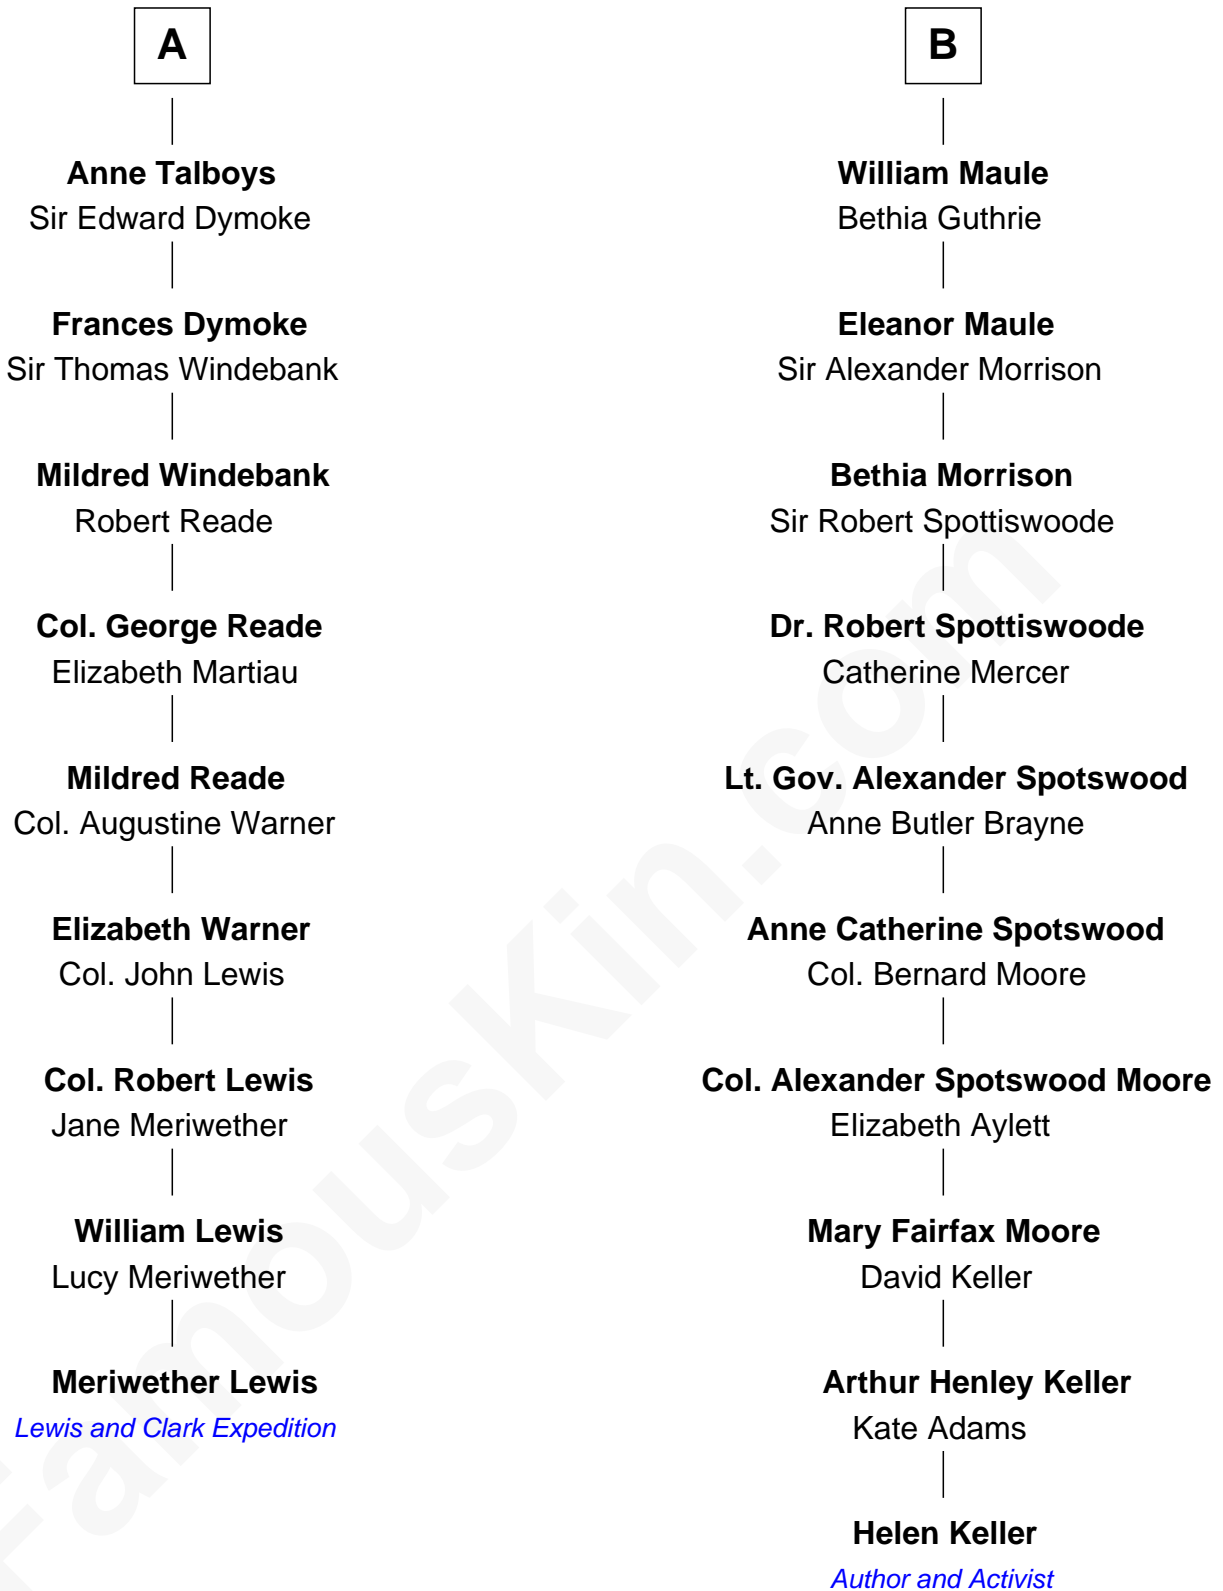 A
Anne Talboys
Sir Edward Dymoke
Frances Dymoke
Sir Thomas Windebank
Mildred Windebank
Robert Reade
Col. George Reade
Elizabeth Martiau
Mildred Reade
Col. Augustine Warner
Elizabeth Warner
Col. John Lewis
Col. Robert Lewis
Jane Meriwether
William Lewis
Lucy Meriwether
Meriwether Lewis
Lewis and Clark Expedition
B
William Maule
Bethia Guthrie
Eleanor Maule
Sir Alexander Morrison
Bethia Morrison
Sir Robert Spottiswoode
Dr. Robert Spottiswoode
Catherine Mercer
Lt. Gov. Alexander Spotswood
Anne Butler Brayne
Anne Catherine Spotswood
Col. Bernard Moore
Col. Alexander Spotswood Moore
Elizabeth Aylett
Mary Fairfax Moore
David Keller
Arthur Henley Keller
Kate Adams
Helen Keller
Author and Activist
FamousKin.com